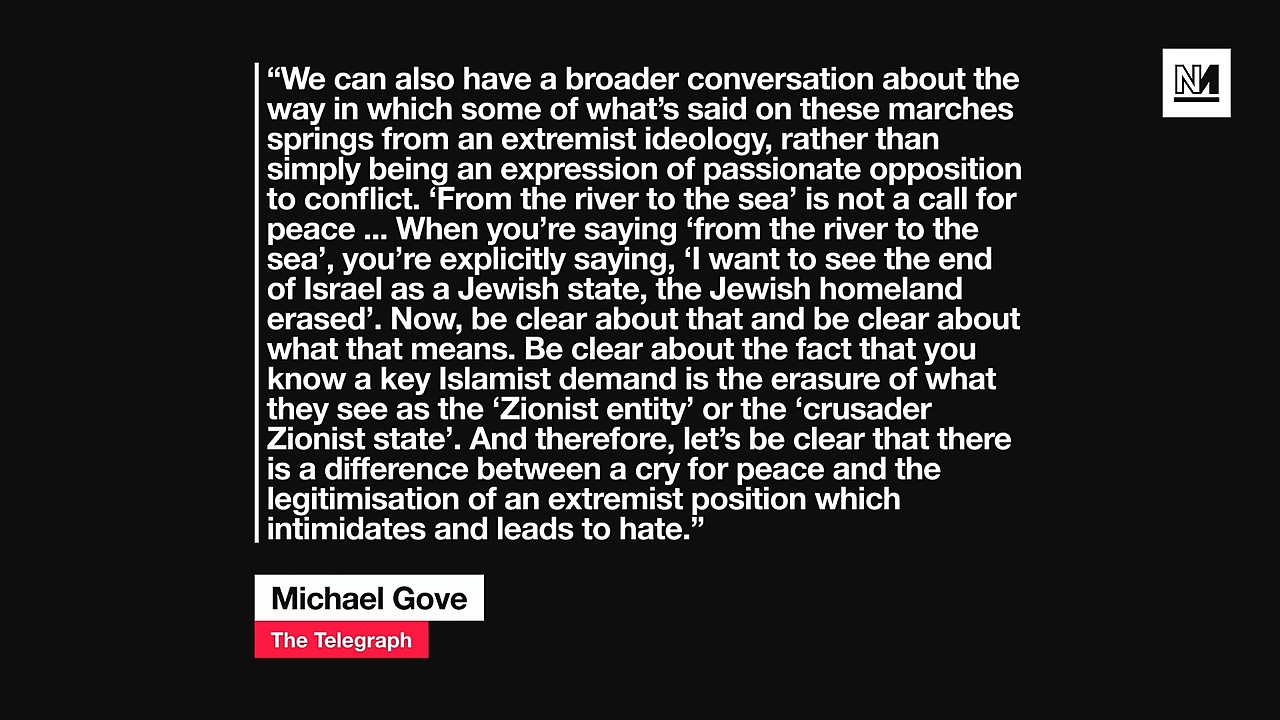 “We can also have a broader conversation about the
way in which some of what’s said on these marches
springs from an extremist ideology, rather than
simply being an expression of passionate opposition
to conflict. ‘From the river to the sea’ is not a call for
peace ... When you’re saying ‘from the river to the
sea’, you’re explicitly saying, ‘I want to see the end
of Israel as a Jewish state, the Jewish homeland
erased’. Now, be clear about that and be clear about
what that means. Be clear about the fact that you
know a key Islamist demand is the erasure of what
they see as the ‘Zionist entity’ or the ‘crusader
Zionist state’. And therefore, let’s be clear that there
is a difference between a cry for peace and the
legitimisation of an extremist position which
intimidates and leads to hate.”
Michael Gove
The Telegraph
NM